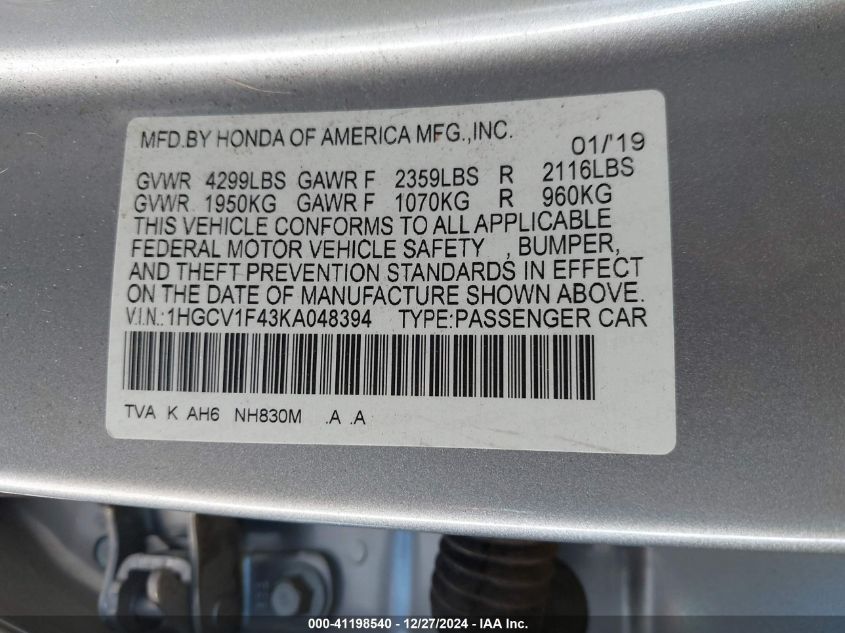 MFD.BY HONDA OF AMERICA MFG.,INC. 01/'19
GVWR 4299LBS GAWR F 2359LBS R 2116LBS
GVWR 1950KG GAWR F 1070KG R 960KG
THIS VEHICLE CONFORMS TO ALL APPLICABLE
FEDERAL MOTOR VEHICLE SAFETY , BUMPER,
AND THEFT PREVENTION STANDARDS IN EFFECT
ON THE DATE OF MANUFACTURE SHOWN ABOVE.
V.I.N.:1HGCV1F43KA048394 TYPE:PASSENGER CAR
TVA K AH6 NH830M .A .A
000-41198540 – 12/27/2024 – IAA Inc.